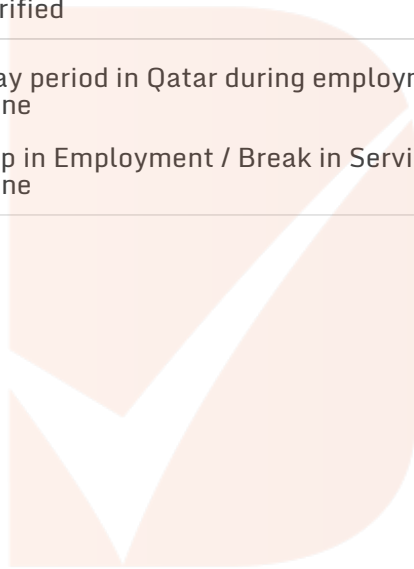 rified
ay period in Qatar during employm
ne
p in Employment / Break in Servi
ne